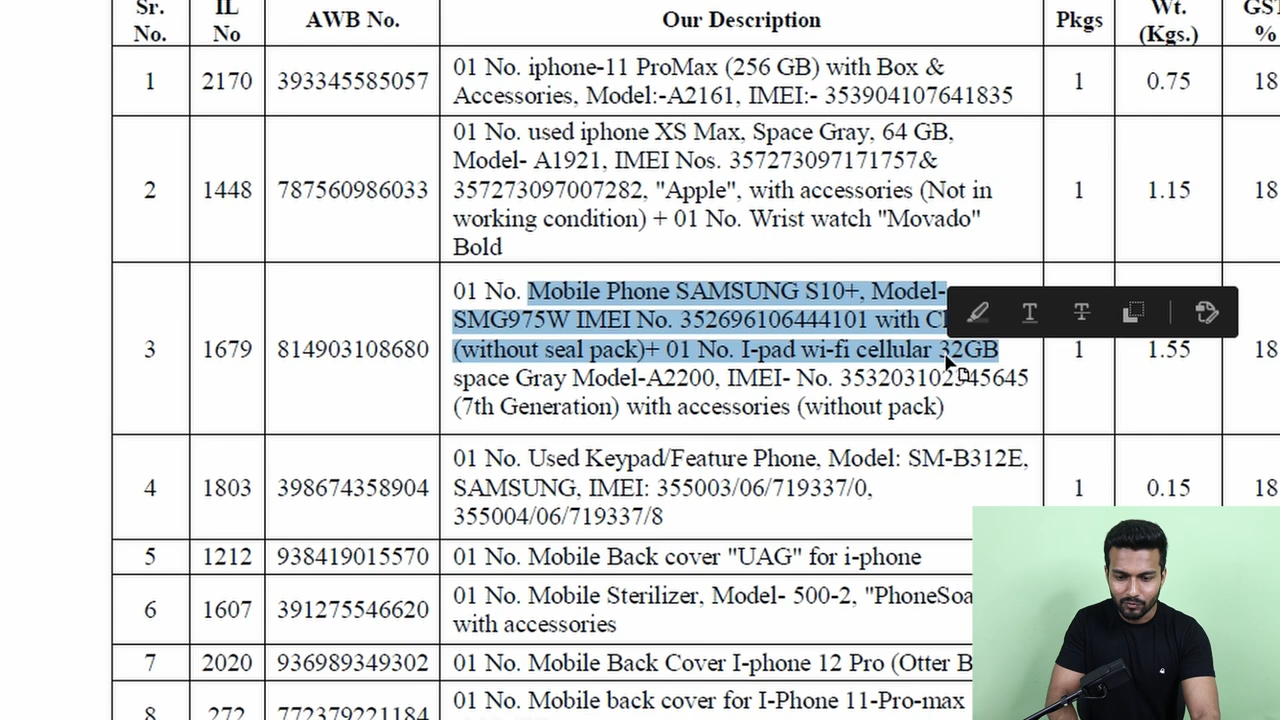 Sr. No.
IL No
AWB No.
Our Description
Pkgs
Wt. (Kgs.)
GST %
1
2170
393345585057
01 No. iphone-11 ProMax (256 GB) with Box &
Accessories, Model:-A2161, IMEI:- 353904107641835
1
0.75
18
2
1448
787560986033
01 No. used iphone XS Max, Space Gray, 64 GB,
Model- A1921, IMEI Nos. 357273097171757&
357273097007282, "Apple", with accessories (Not in
working condition) + 01 No. Wrist watch "Movado"
Bold
1
1.15
18
3
1679
814903108680
01 No. Mobile Phone SAMSUNG S10+, Model-
SMG975W IMEI No. 352696106444101 with
(without seal pack)+ 01 No. I-pad wi-fi cellular 32GB
space Gray Model-A2200, IMEI- No.
(7th Generation) with accessories (without pack)
1
1.55
18
4
1803
398674358904
01 No. Used Keypad/Feature Phone, Model: SM-B312E,
SAMSUNG, IMEI: 355003/06/719337/0,
355004/06/719337/8
1
0.15
18
5
1212
938419015570
01 No. Mobile Back cover "UAG" for i-phone
6
1607
391275546620
01 No. Mobile Sterilizer, Model- 500-2,
with accessories
7
2020
936989349302
01 No. Mobile Back Cover I-phone 12 Pro (Otter
8
272
772379221184
01 No. Mobile back cover for I-Phone 11-Pro-max